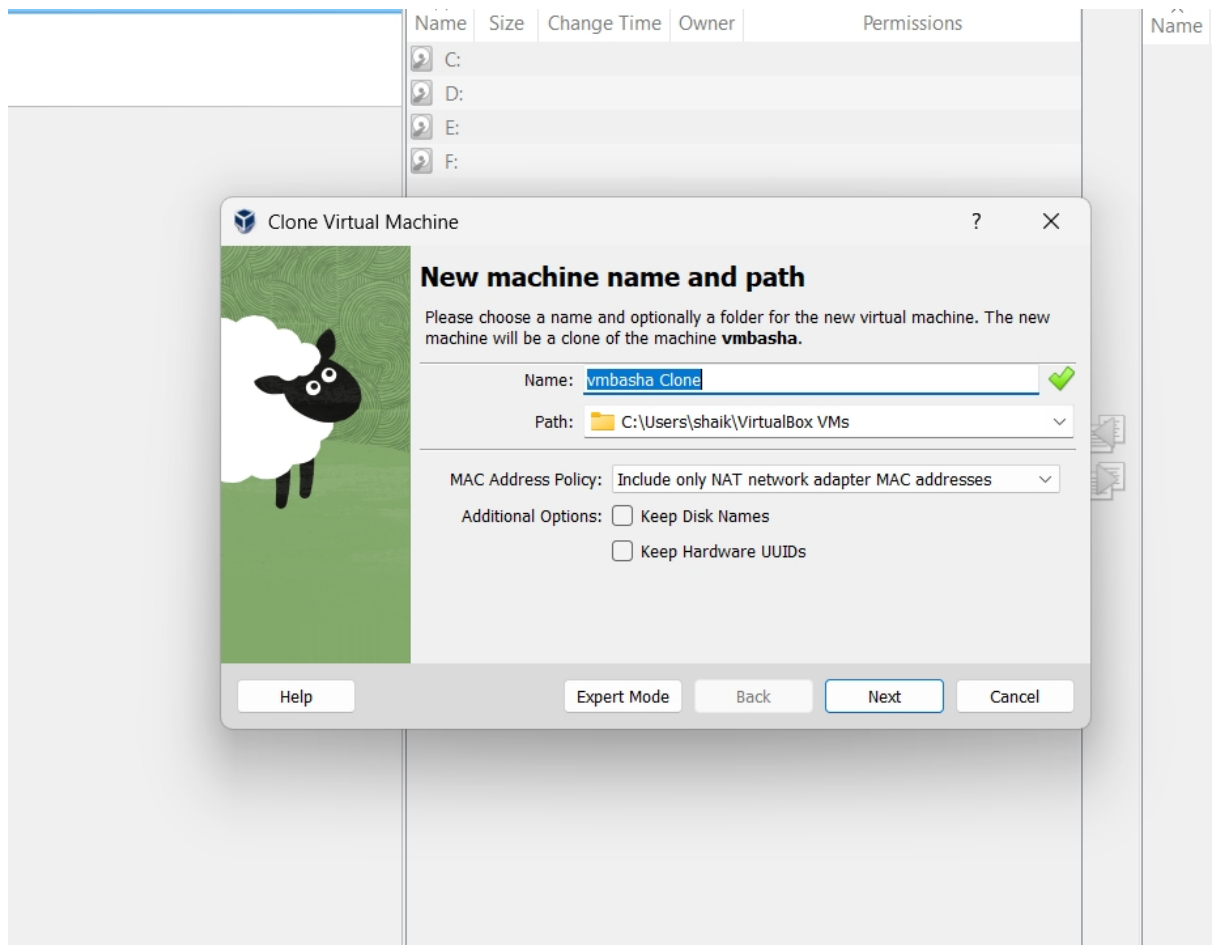 Name Size Change Time Owner Permissions Name
C:
D:
E:
F:
Clone Virtual Machine ?
New machine name and path
Please choose a name and optionally a folder for the new virtual machine. The new
machine will be a clone of the machine vmbasha.
Name: vmbasha Clone
Path: C:\Users\shaik\VirtualBox VMs
MAC Address Policy: Include only NAT network adapter MAC addresses
Additional Options: Keep Disk Names
Keep Hardware UUIDs
Help Expert Mode Back Next Cancel